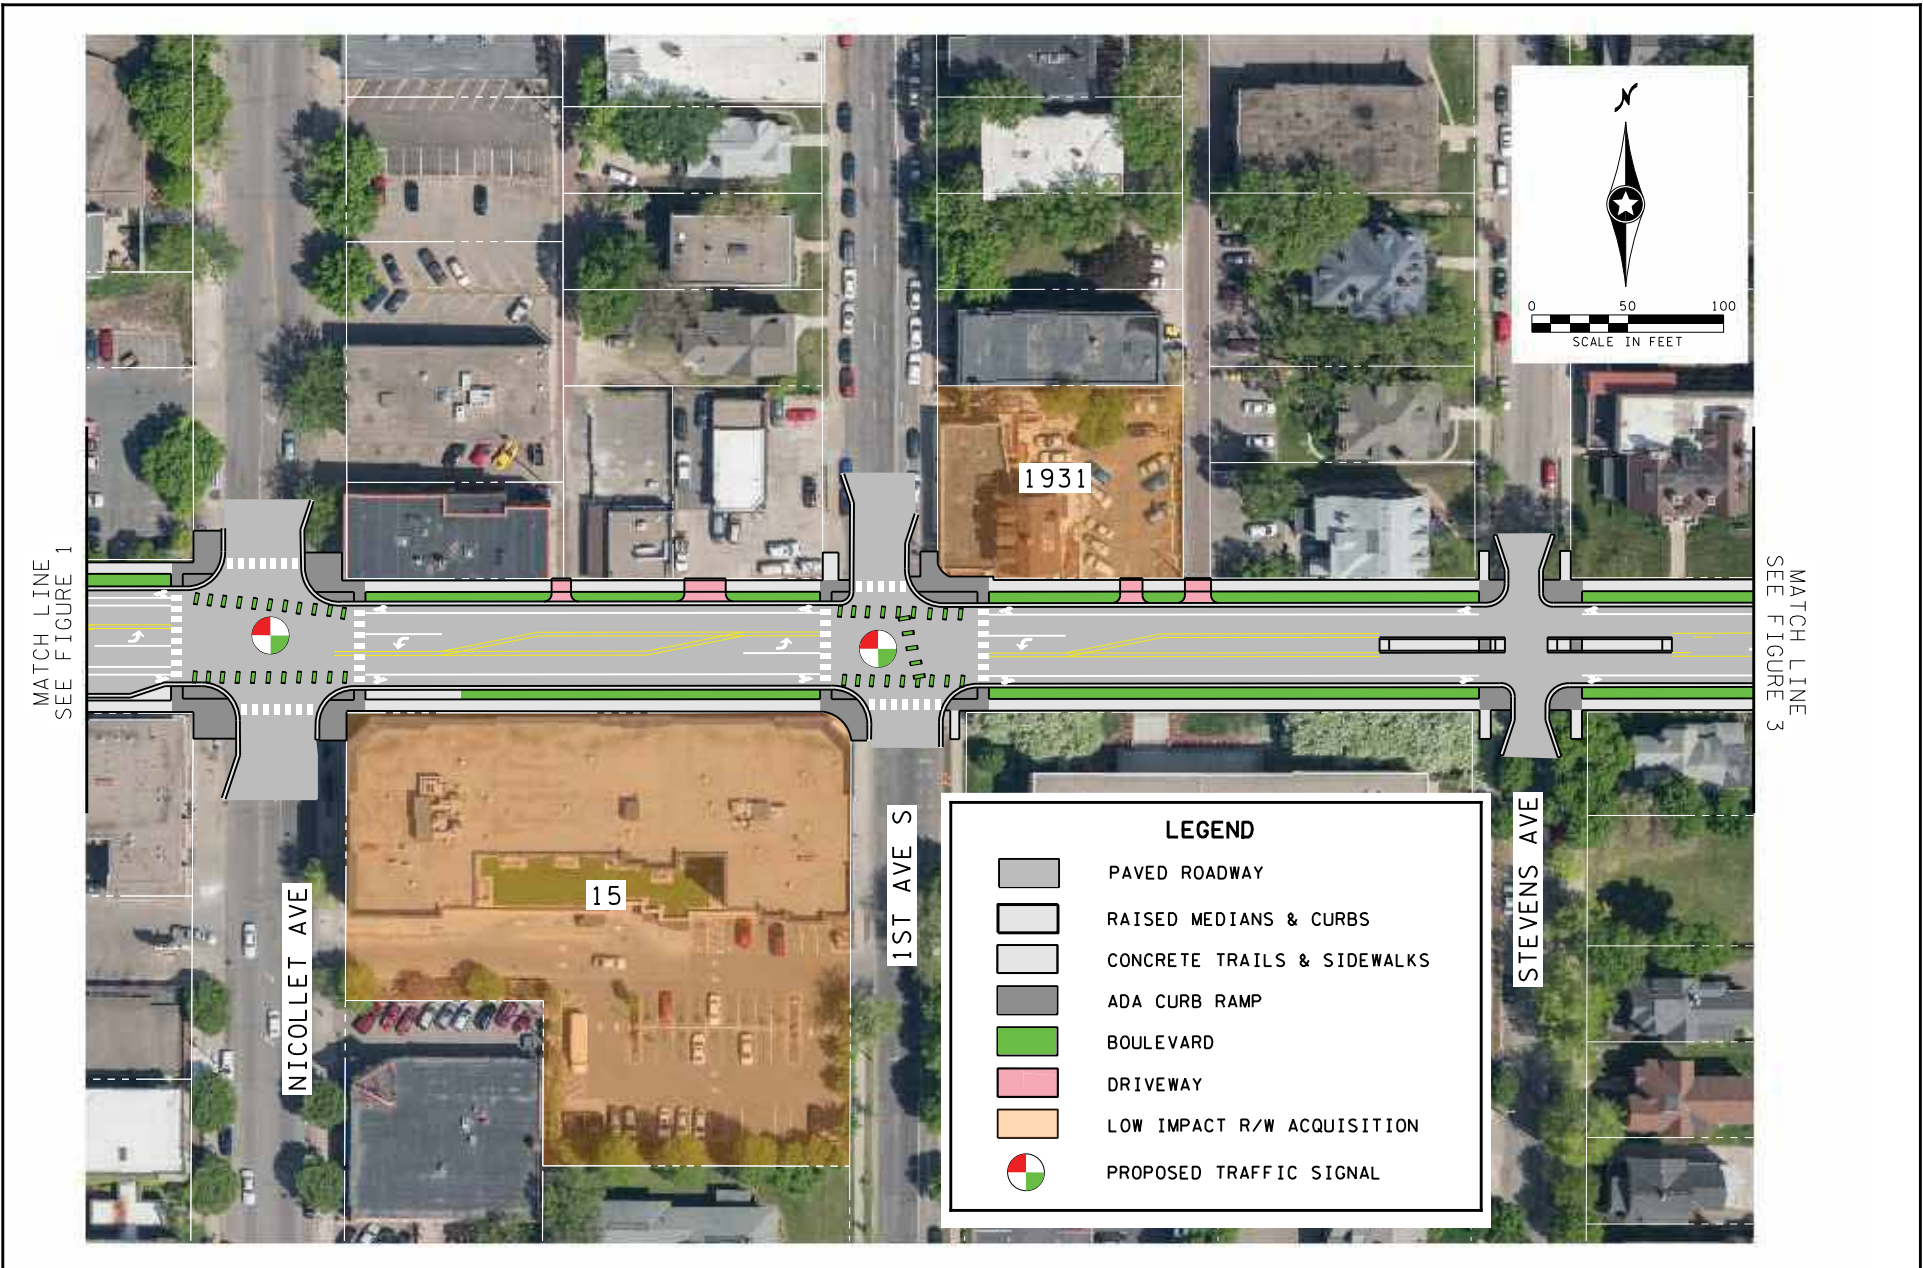 N
0 50 100
SCALE IN FEET
1931
MATCH LINE
SEE FIGURE 1
MATCH LINE
SEE FIGURE 3
15
NICOLLET AVE
1ST AVE S
STEVENS AVE
LEGEND
PAVED ROADWAY
RAISED MEDIANS & CURBS
CONCRETE TRAILS & SIDEWALKS
ADA CURB RAMP
BOULEVARD
DRIVEWAY
LOW IMPACT R/W ACQUISITION
PROPOSED TRAFFIC SIGNAL